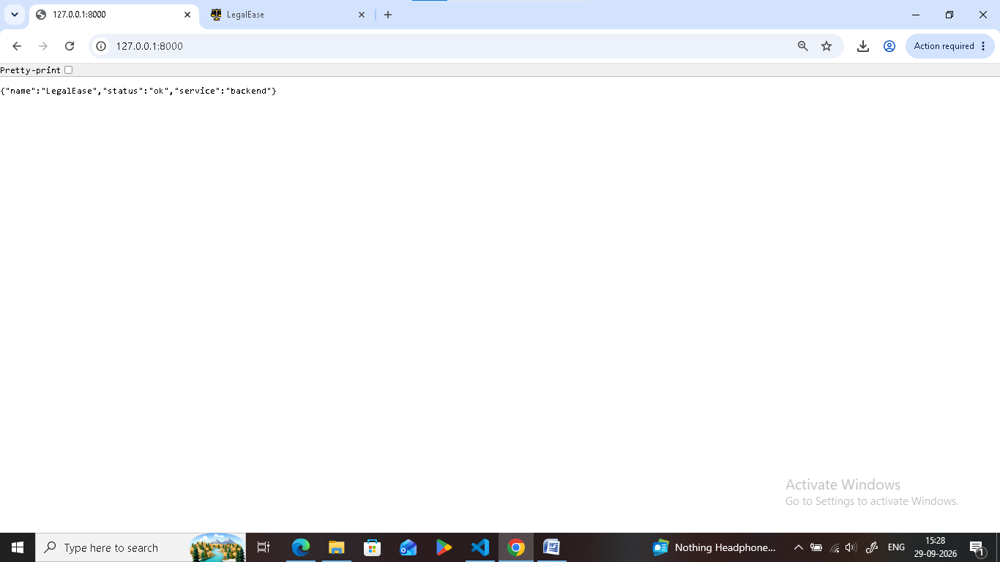 127.0.0.1:8000
LegalEase
127.0.0.1:8000
Action required
Pretty-print
{"name":"LegalEase","status":"ok","service":"backend"}
Activate Windows
Go to Settings to activate Windows.
Type here to search
Nothing Headphone...
ENG
15:28
29-09-2026
1